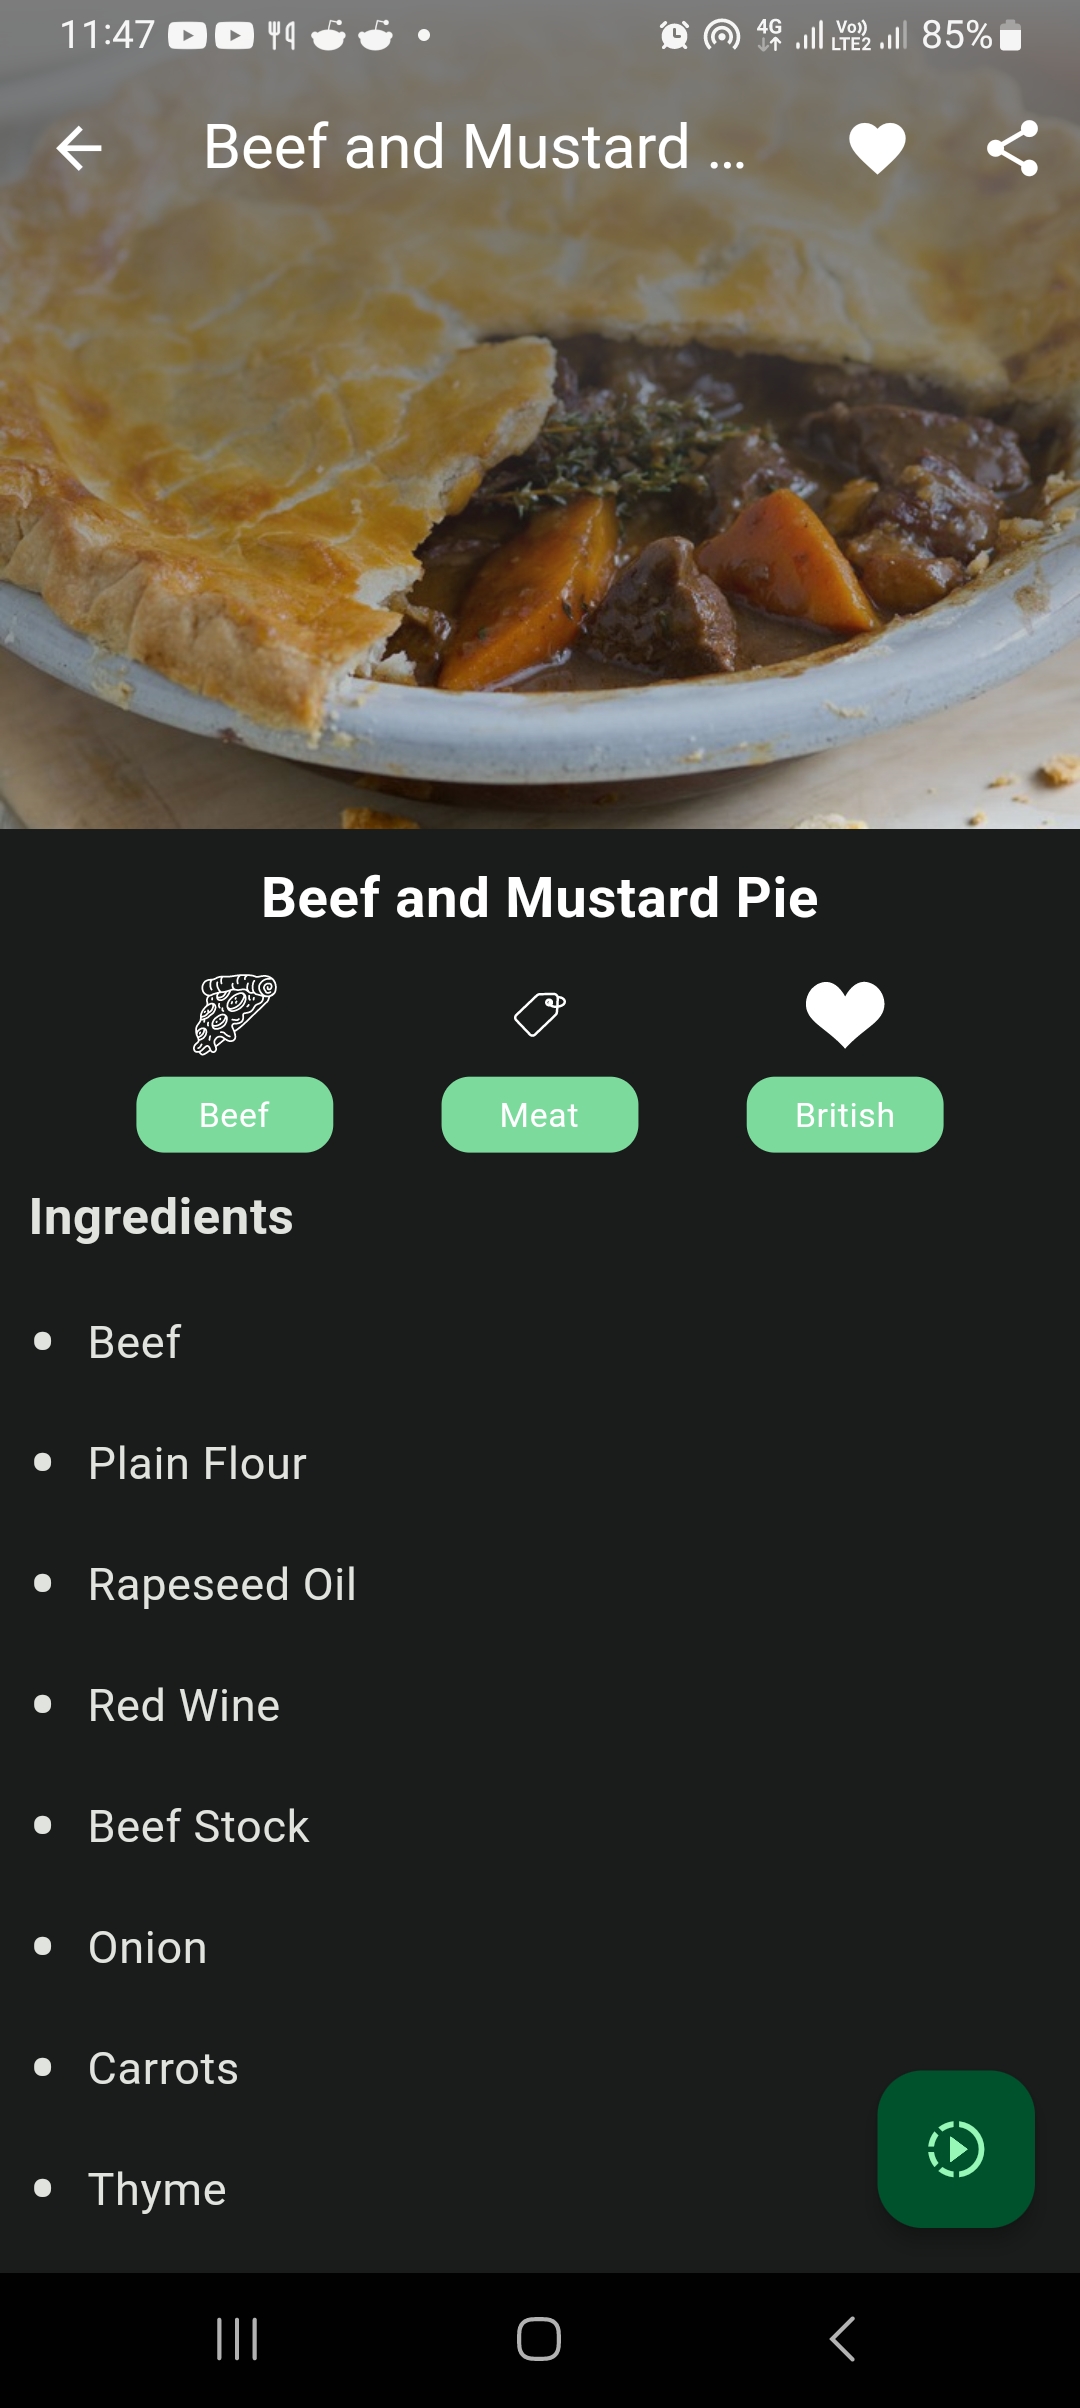 11:47 4G Vo)) LTE2 85%
Beef and Mustard ...
Beef and Mustard Pie
Beef Meat British
Ingredients
• Beef
• Plain Flour
• Rapeseed Oil
• Red Wine
• Beef Stock
• Onion
• Carrots
• Thyme